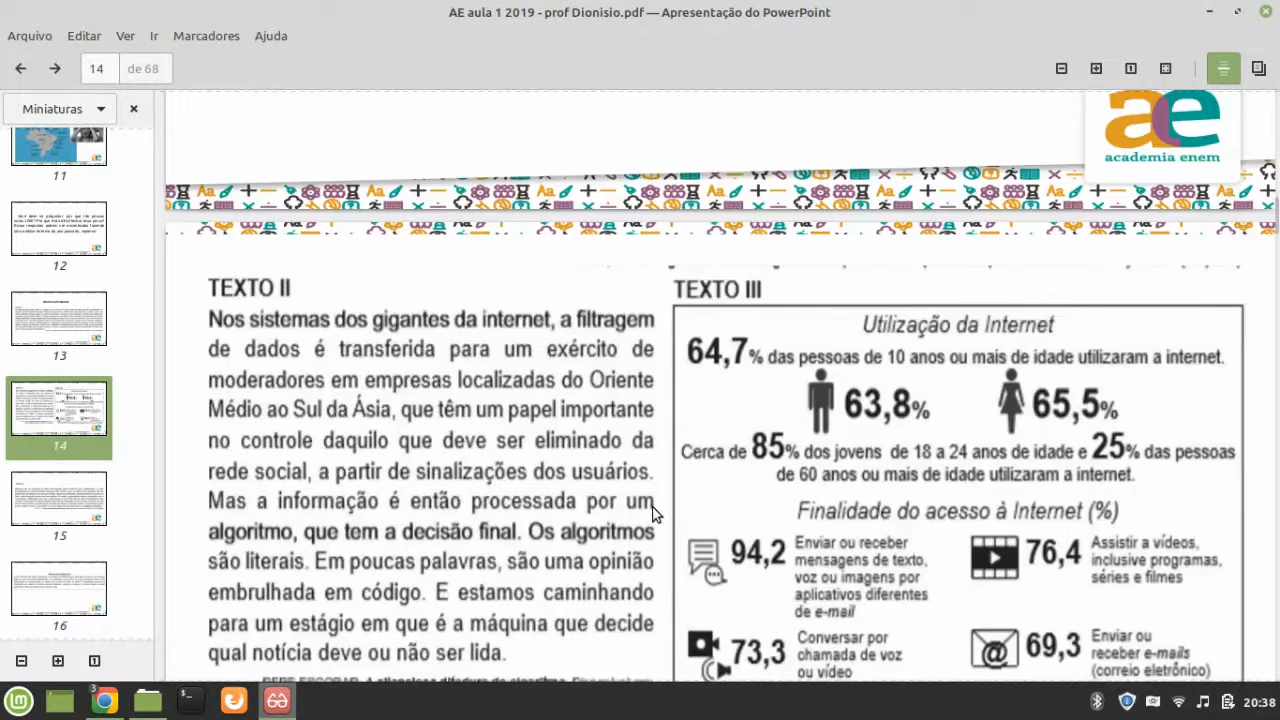 AE aula 1 2019 - prof Dionisio.pdf — Apresentação do PowerPoint
Arquivo Editar Ver Ir Marcadores Ajuda
14 de 68
Miniaturas
11
12
13
14
15
16
ae
academia enem
TEXTO II
Nos sistemas dos gigantes da internet, a filtragem
de dados é transferida para um exército de
moderadores em empresas localizadas do Oriente
Médio ao Sul da Ásia, que têm um papel importante
no controle daquilo que deve ser eliminado da
rede social, a partir de sinalizações dos usuários.
Mas a informação é então processada por um
algoritmo, que tem a decisão final. Os algoritmos
são literais. Em poucas palavras, são uma opinião
embrulhada em código. E estamos caminhando
para um estágio em que é a máquina que decide
qual notícia deve ou não ser lida.
TEXTO III
Utilização da Internet
64,7% das pessoas de 10 anos ou mais de idade utilizaram a internet.
63,8% 65,5%
Cerca de 85% dos jovens de 18 a 24 anos de idade e 25% das pessoas
de 60 anos ou mais de idade utilizaram a internet.
Finalidade do acesso à Internet (%)
94,2 Enviar ou receber
mensagens de texto,
voz ou imagens por
aplicativos diferentes
de e-mail
76,4 Assistir a vídeos,
inclusive programas,
séries e filmes
73,3 Conversar por
chamada de voz
ou vídeo
69,3 Enviar ou
receber e-mails
(correio eletrônico)
3
20:38